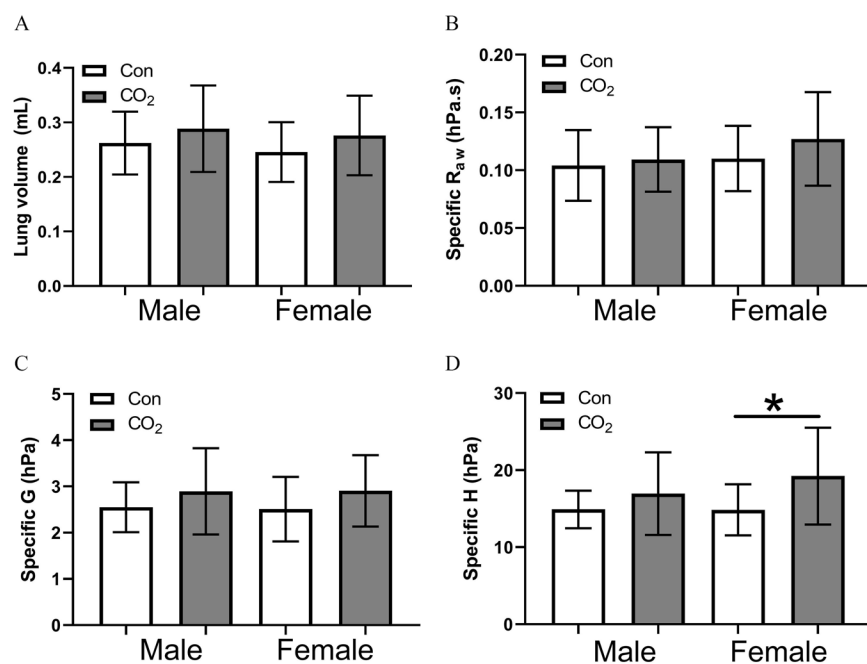 A
Lung volume (mL)
0.4
0.3
0.2
0.1
0.0
Con
CO₂
Male Female
B
Specific Raw (hPa.s)
0.20
0.15
0.10
0.05
0.00
Con
CO₂
Male Female
C
Specific G (hPa)
5
4
3
2
1
0
Con
CO₂
Male Female
D
Specific H (hPa)
30
20
10
0
Con
CO₂
*
Male Female